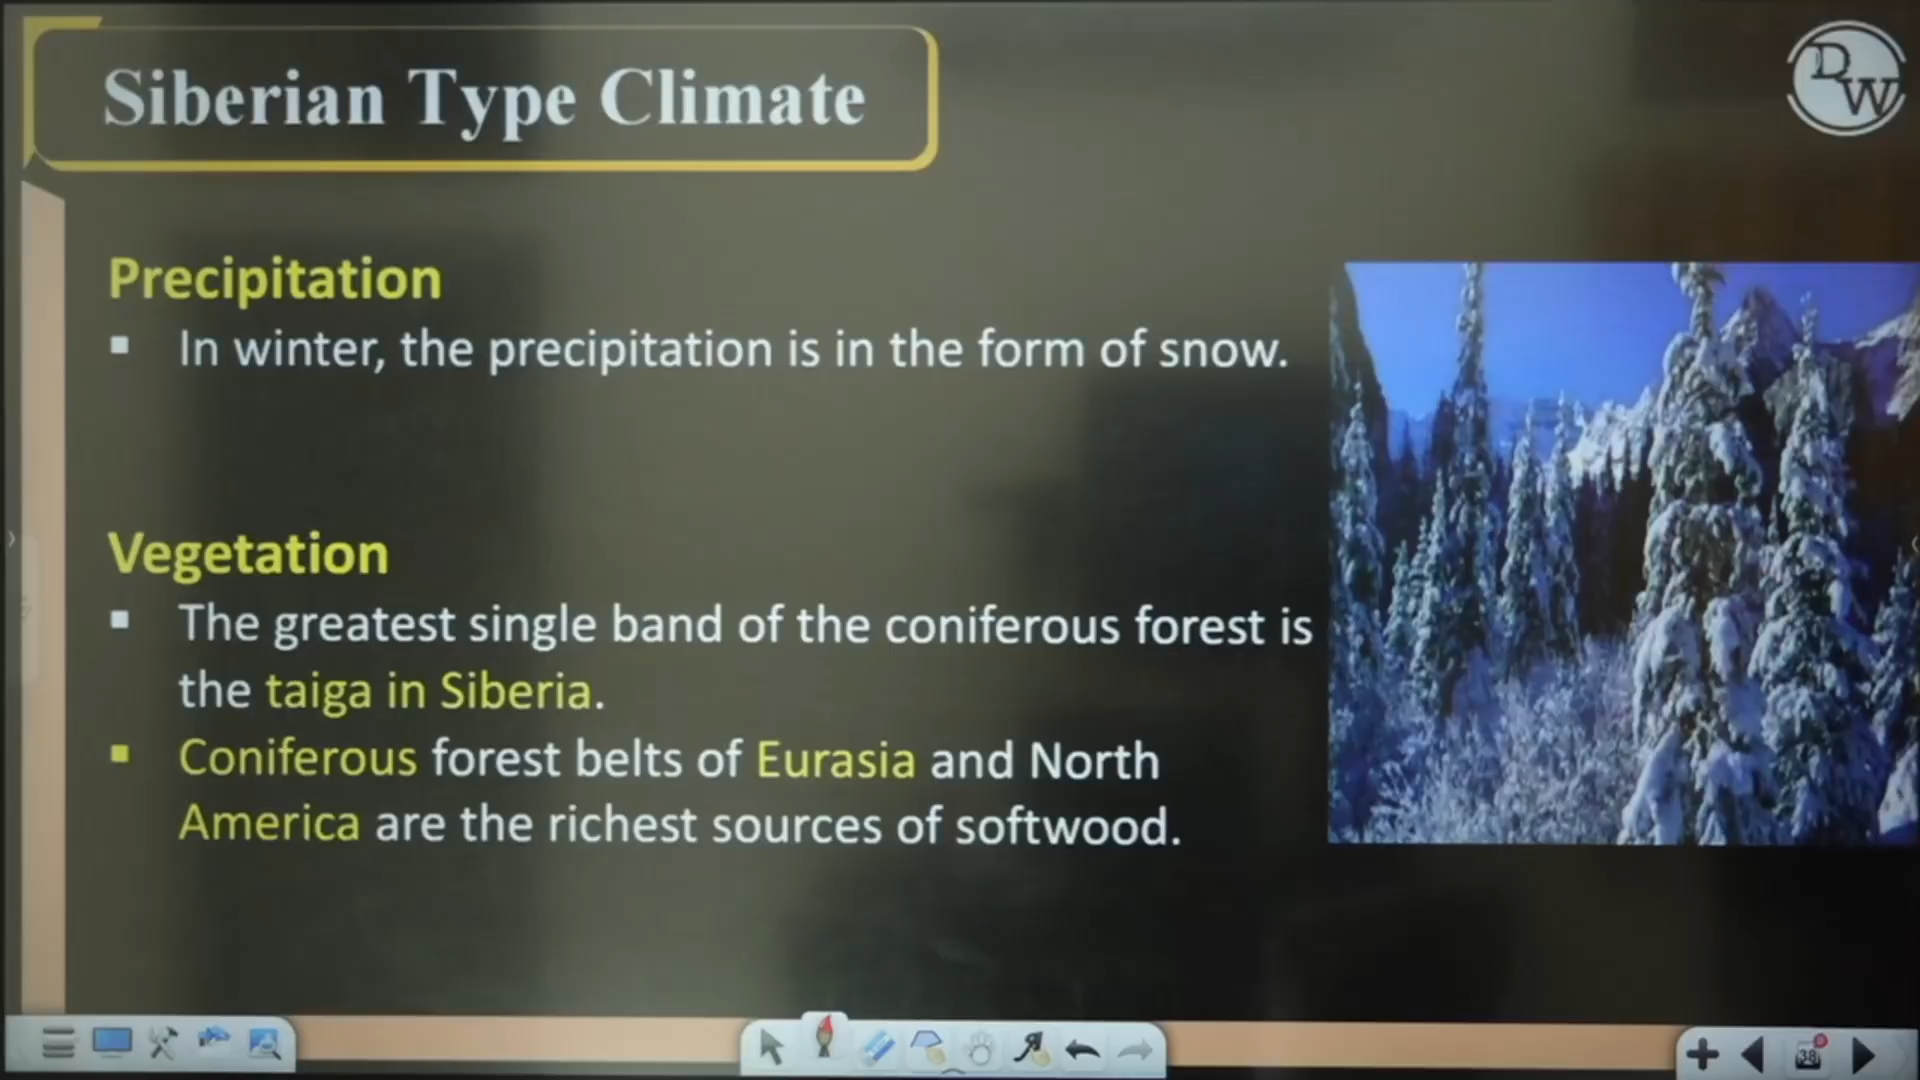 Siberian Type Climate
DW
Precipitation
▪ In winter, the precipitation is in the form of snow.
Vegetation
▪ The greatest single band of the coniferous forest is
the taiga in Siberia.
▪ Coniferous forest belts of Eurasia and North
America are the richest sources of softwood.
38